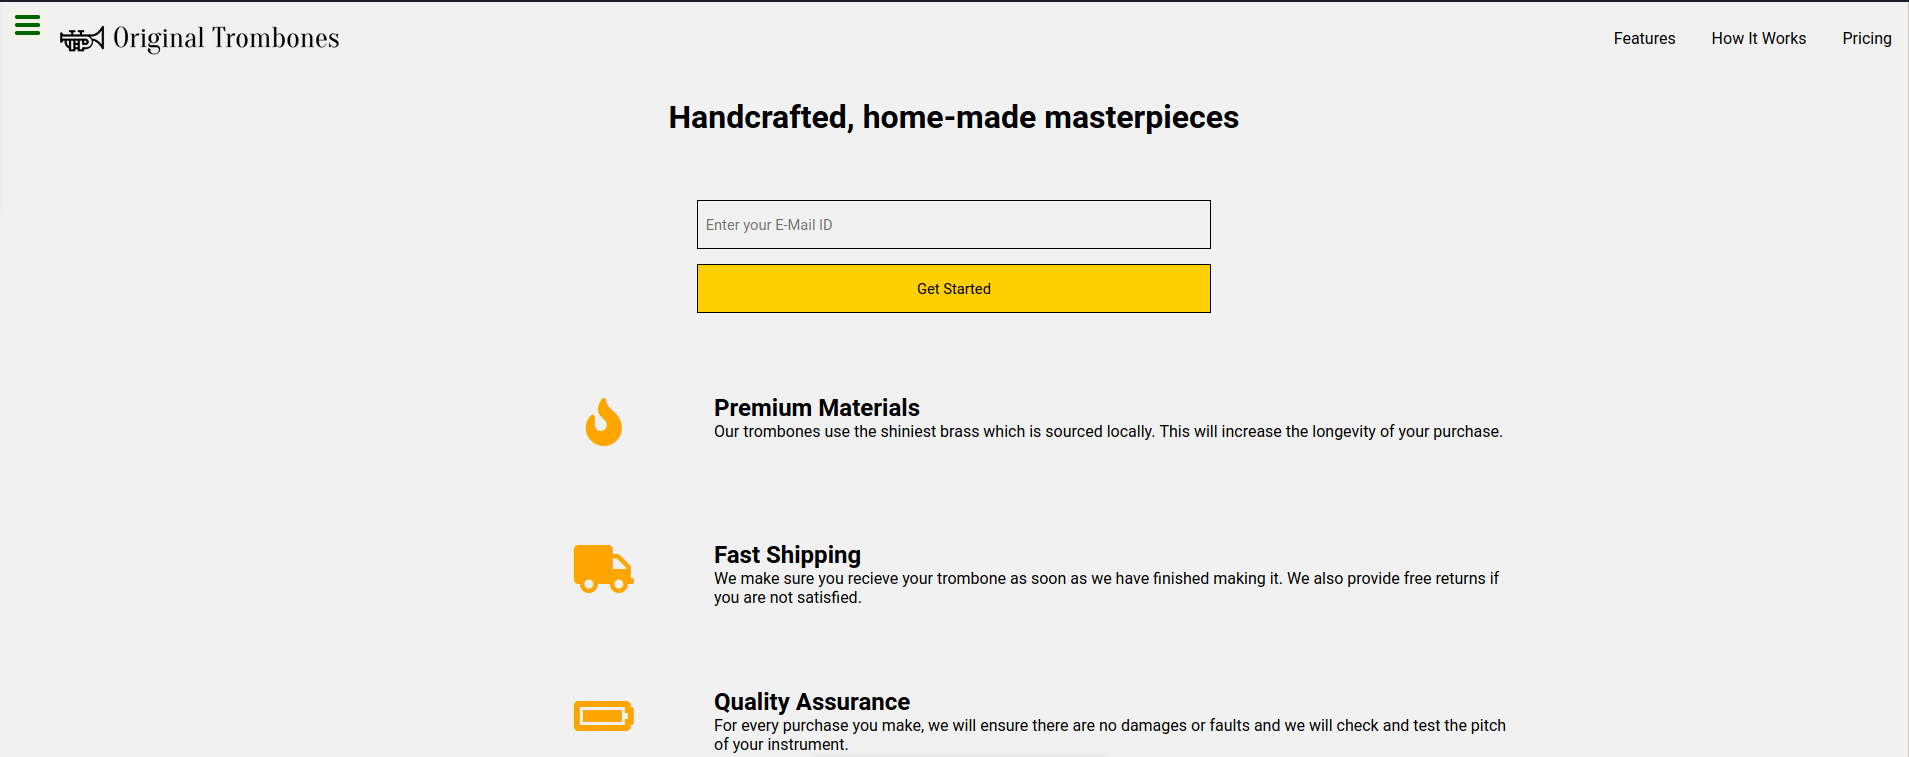 Original Trombones
Features
How It Works
Pricing
Handcrafted, home-made masterpieces
Enter your E-Mail ID
Get Started
Premium Materials
Our trombones use the shiniest brass which is sourced locally. This will increase the longevity of your purchase.
Fast Shipping
We make sure you recieve your trombone as soon as we have finished making it. We also provide free returns if
you are not satisfied.
Quality Assurance
For every purchase you make, we will ensure there are no damages or faults and we will check and test the pitch
of your instrument.